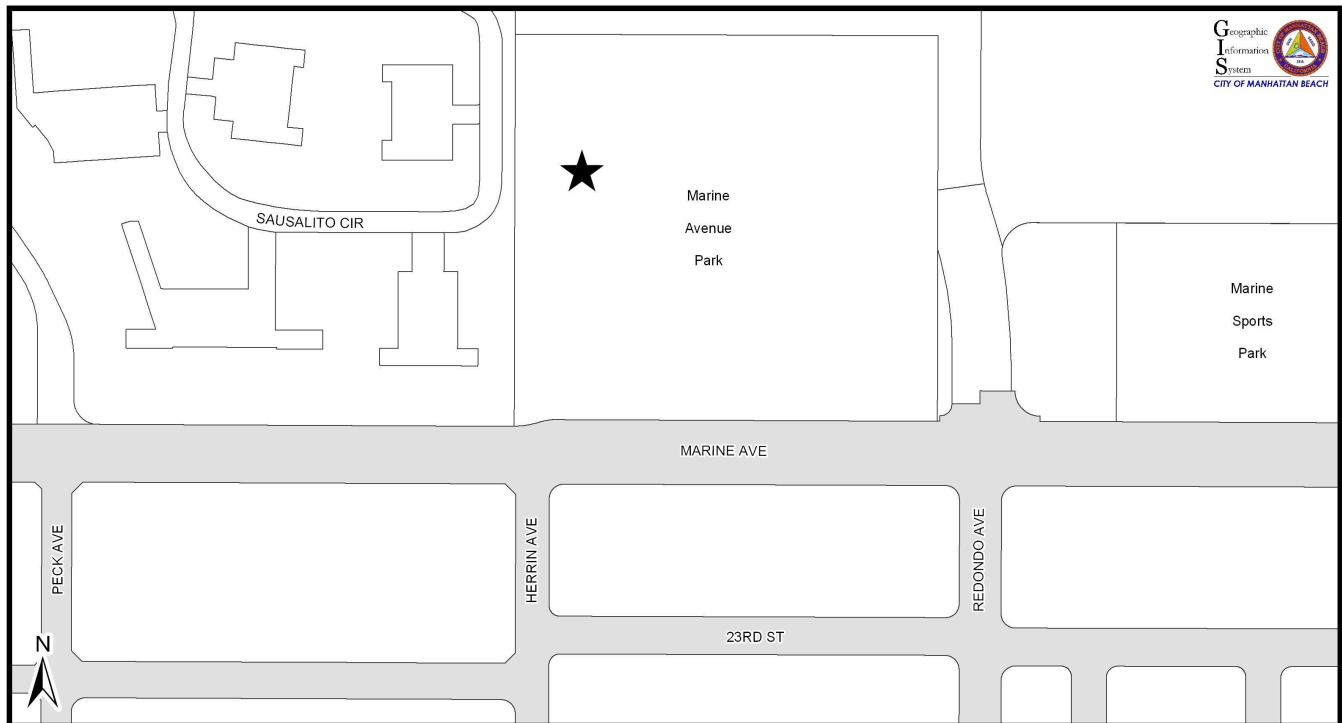 Geographic
Information
System
CITY OF MANHATTAN BEACH
SAUSALITO CIR
Marine
Avenue
Park
Marine
Sports
Park
MARINE AVE
PECK AVE
HERRIN AVE
REDONDO AVE
23RD ST
N